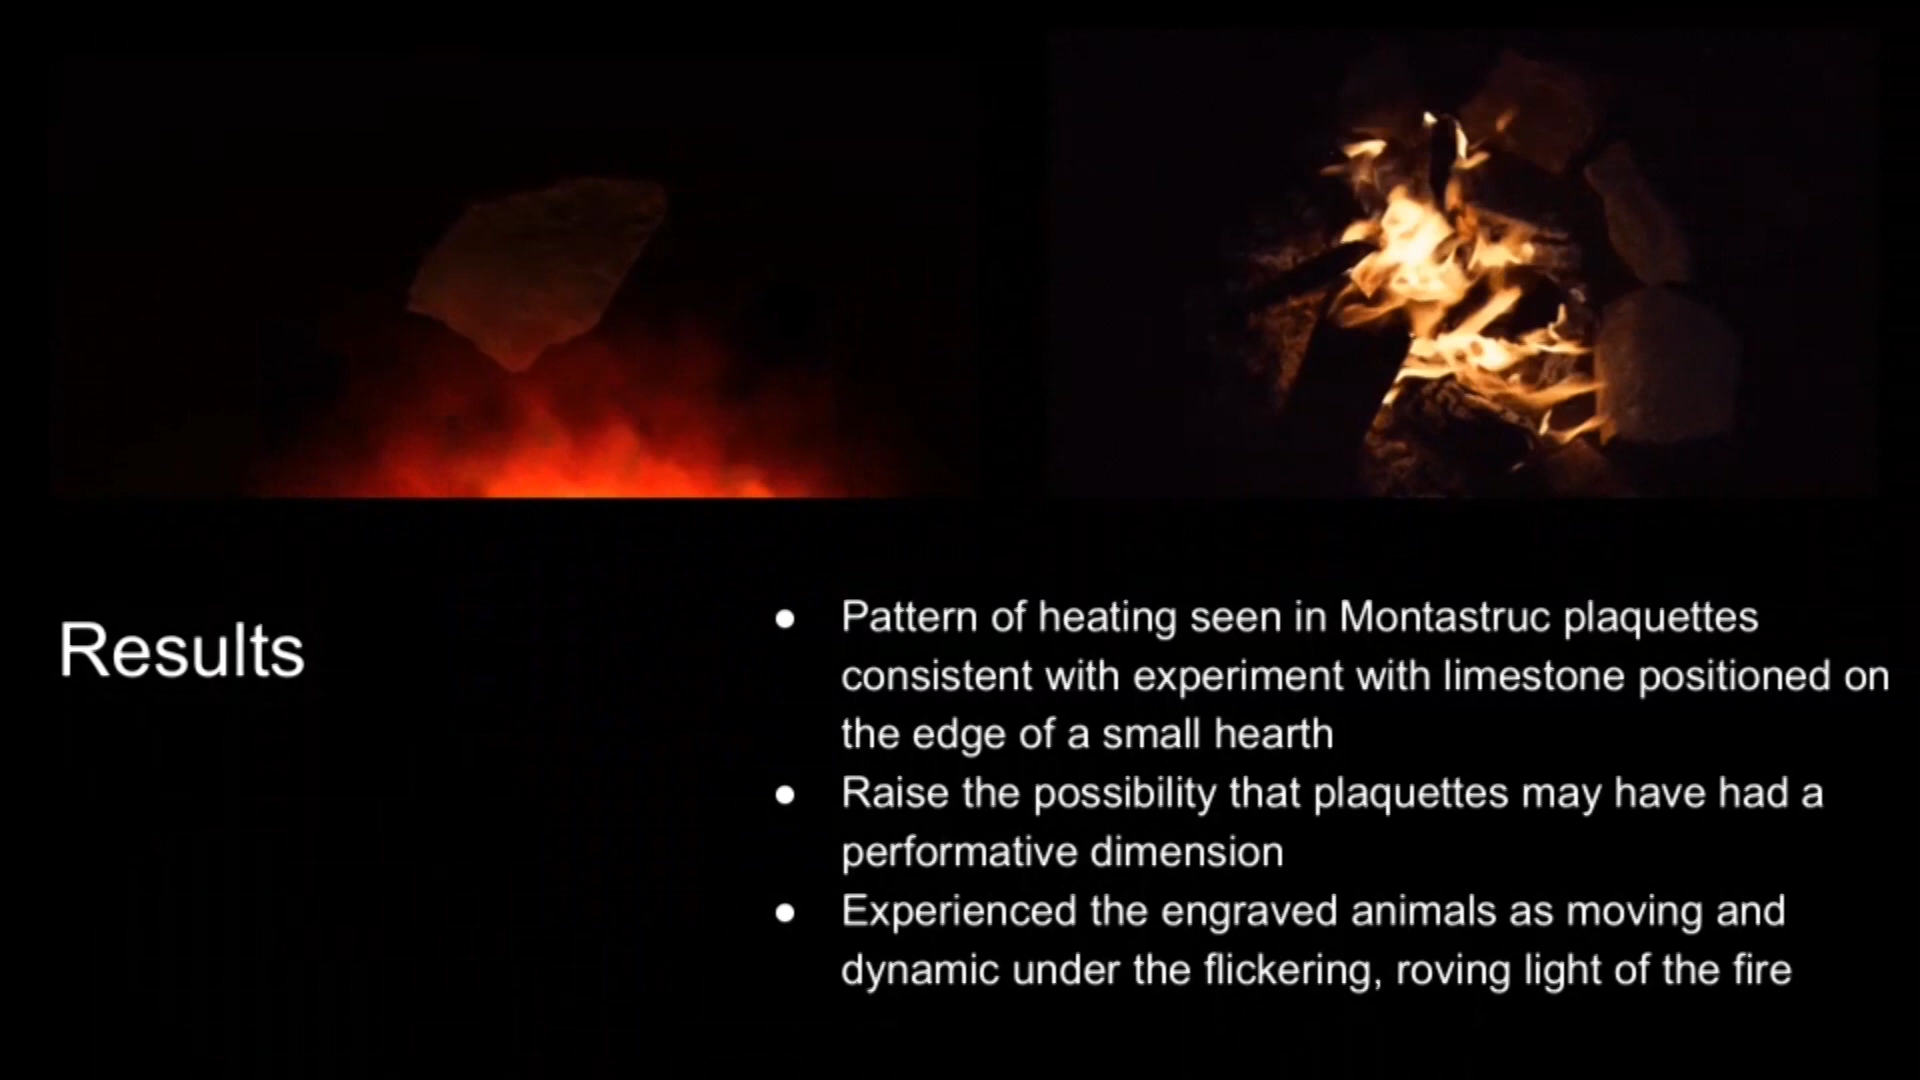 Results
● Pattern of heating seen in Montastruc plaquettes
consistent with experiment with limestone positioned on
the edge of a small hearth
● Raise the possibility that plaquettes may have had a
performative dimension
● Experienced the engraved animals as moving and
dynamic under the flickering, roving light of the fire